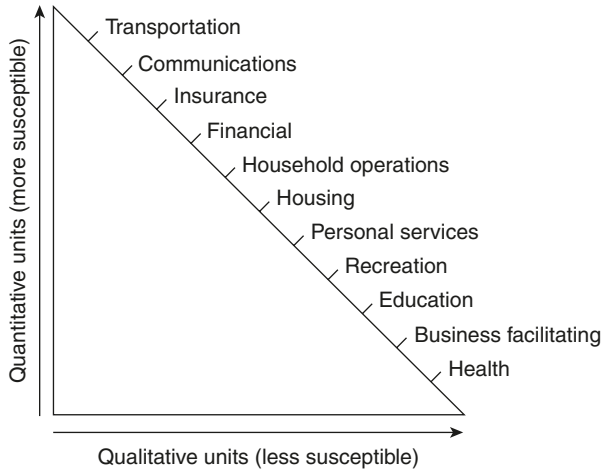 Quantitative units (more susceptible)
Transportation
Communications
Insurance
Financial
Household operations
Housing
Personal services
Recreation
Education
Business facilitating
Health
Qualitative units (less susceptible)